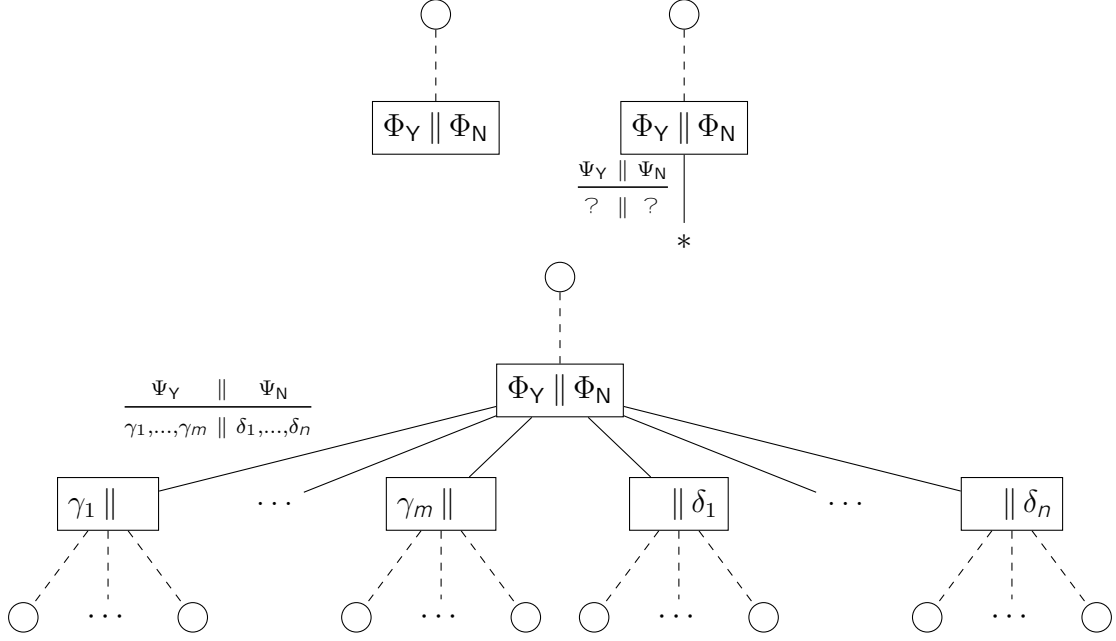 Φ_Y ∥ Φ_N Φ_Y ∥ Φ_N
Ψ_Y ∥ Ψ_N
? ∥ ?
*
Φ_Y ∥ Φ_N
Ψ_Y ∥ Ψ_N
γ_1,...,γ_m ∥ δ_1,...,δ_n
γ_1 ∥ ⋯ γ_m ∥ ∥ δ_1 ⋯ ∥ δ_n
⋯ ⋯ ⋯ ⋯